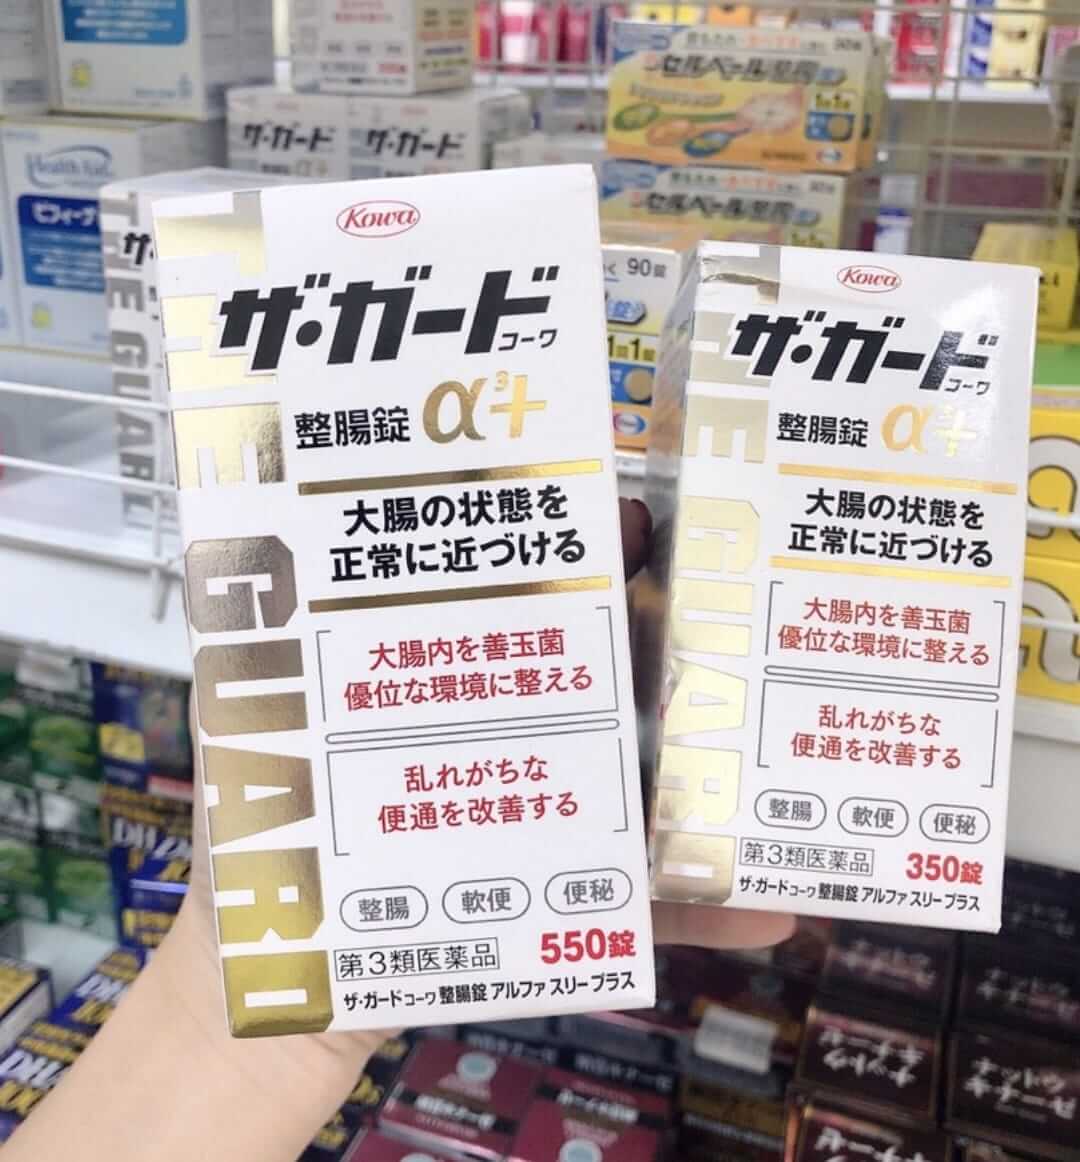 Kowa
ザ・ガード
コーワ
整腸錠 α³+
大腸の状態を
正常に近づける
大腸内を善玉菌
優位な環境に整える
乱れがちな
便通を改善する
整腸 軟便 便秘
第3類医薬品 550錠
ザ・ガードコーワ整腸錠 アルファ スリー プラス
THE GUARD
Kowa
ザ・ガード
コーワ
整腸錠 α³+
大腸の状態を
正常に近づける
大腸内を善玉菌
優位な環境に整える
乱れがちな
便通を改善する
整腸 軟便 便秘
第3類医薬品 350錠
ザ・ガードコーワ整腸錠 アルファ スリー プラス
THE GUARD
ザ・ガード
ザ・ガード
THE GUARD
セルベール
セルベール
90錠
1回1錠